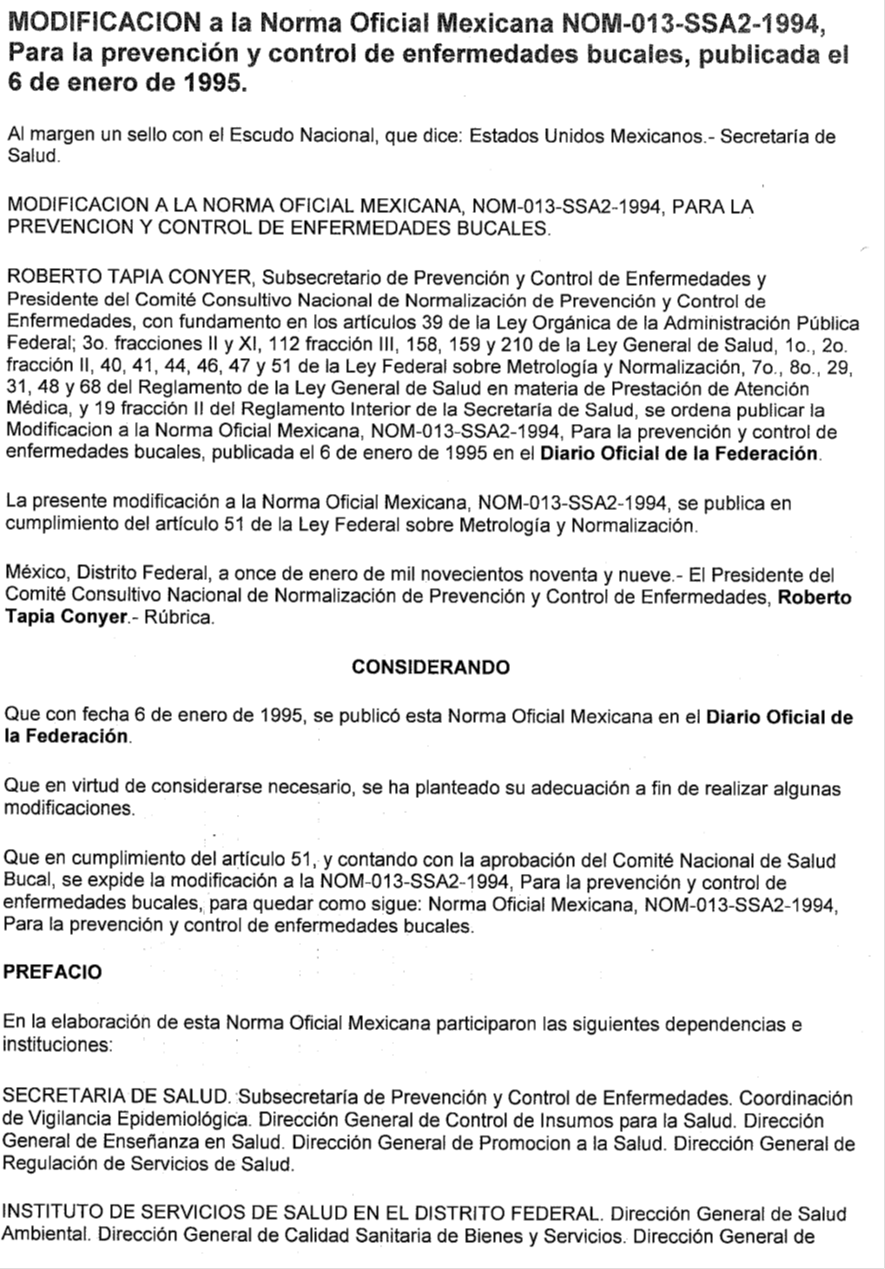 MODIFICACION a la Norma Oficial Mexicana NOM-013-SSA2-1994,
Para la prevención y control de enfermedades bucales, publicada el
6 de enero de 1995.
Al margen un sello con el Escudo Nacional, que dice: Estados Unidos Mexicanos.- Secretaría de
Salud.
MODIFICACION A LA NORMA OFICIAL MEXICANA, NOM-013-SSA2-1994, PARA LA
PREVENCION Y CONTROL DE ENFERMEDADES BUCALES.
ROBERTO TAPIA CONYER, Subsecretario de Prevención y Control de Enfermedades y
Presidente del Comité Consultivo Nacional de Normalización de Prevención y Control de
Enfermedades, con fundamento en los artículos 39 de la Ley Orgánica de la Administración Pública
Federal; 3o. fracciones II y XI, 112 fracción III, 158, 159 y 210 de la Ley General de Salud, 1o., 2o.
fracción II, 40, 41, 44, 46, 47 y 51 de la Ley Federal sobre Metrología y Normalización, 7o., 8o., 29,
31, 48 y 68 del Reglamento de la Ley General de Salud en materia de Prestación de Atención
Médica, y 19 fracción II del Reglamento Interior de la Secretaría de Salud, se ordena publicar la
Modificacion a la Norma Oficial Mexicana, NOM-013-SSA2-1994, Para la prevención y control de
enfermedades bucales, publicada el 6 de enero de 1995 en el Diario Oficial de la Federación.
La presente modificación a la Norma Oficial Mexicana, NOM-013-SSA2-1994, se publica en
cumplimiento del artículo 51 de la Ley Federal sobre Metrología y Normalización.
México, Distrito Federal, a once de enero de mil novecientos noventa y nueve.- El Presidente del
Comité Consultivo Nacional de Normalización de Prevención y Control de Enfermedades, Roberto
Tapia Conyer.- Rúbrica.
CONSIDERANDO
Que con fecha 6 de enero de 1995, se publicó esta Norma Oficial Mexicana en el Diario Oficial de
la Federación.
Que en virtud de considerarse necesario, se ha planteado su adecuación a fin de realizar algunas
modificaciones.
Que en cumplimiento del artículo 51, y contando con la aprobación del Comité Nacional de Salud
Bucal, se expide la modificación a la NOM-013-SSA2-1994, Para la prevención y control de
enfermedades bucales, para quedar como sigue: Norma Oficial Mexicana, NOM-013-SSA2-1994,
Para la prevención y control de enfermedades bucales.
PREFACIO
En la elaboración de esta Norma Oficial Mexicana participaron las siguientes dependencias e
instituciones:
SECRETARIA DE SALUD. Subsecretaría de Prevención y Control de Enfermedades. Coordinación
de Vigilancia Epidemiológica. Dirección General de Control de Insumos para la Salud. Dirección
General de Enseñanza en Salud. Dirección General de Promocion a la Salud. Dirección General de
Regulación de Servicios de Salud.
INSTITUTO DE SERVICIOS DE SALUD EN EL DISTRITO FEDERAL. Dirección General de Salud
Ambiental. Dirección General de Calidad Sanitaria de Bienes y Servicios. Dirección General de